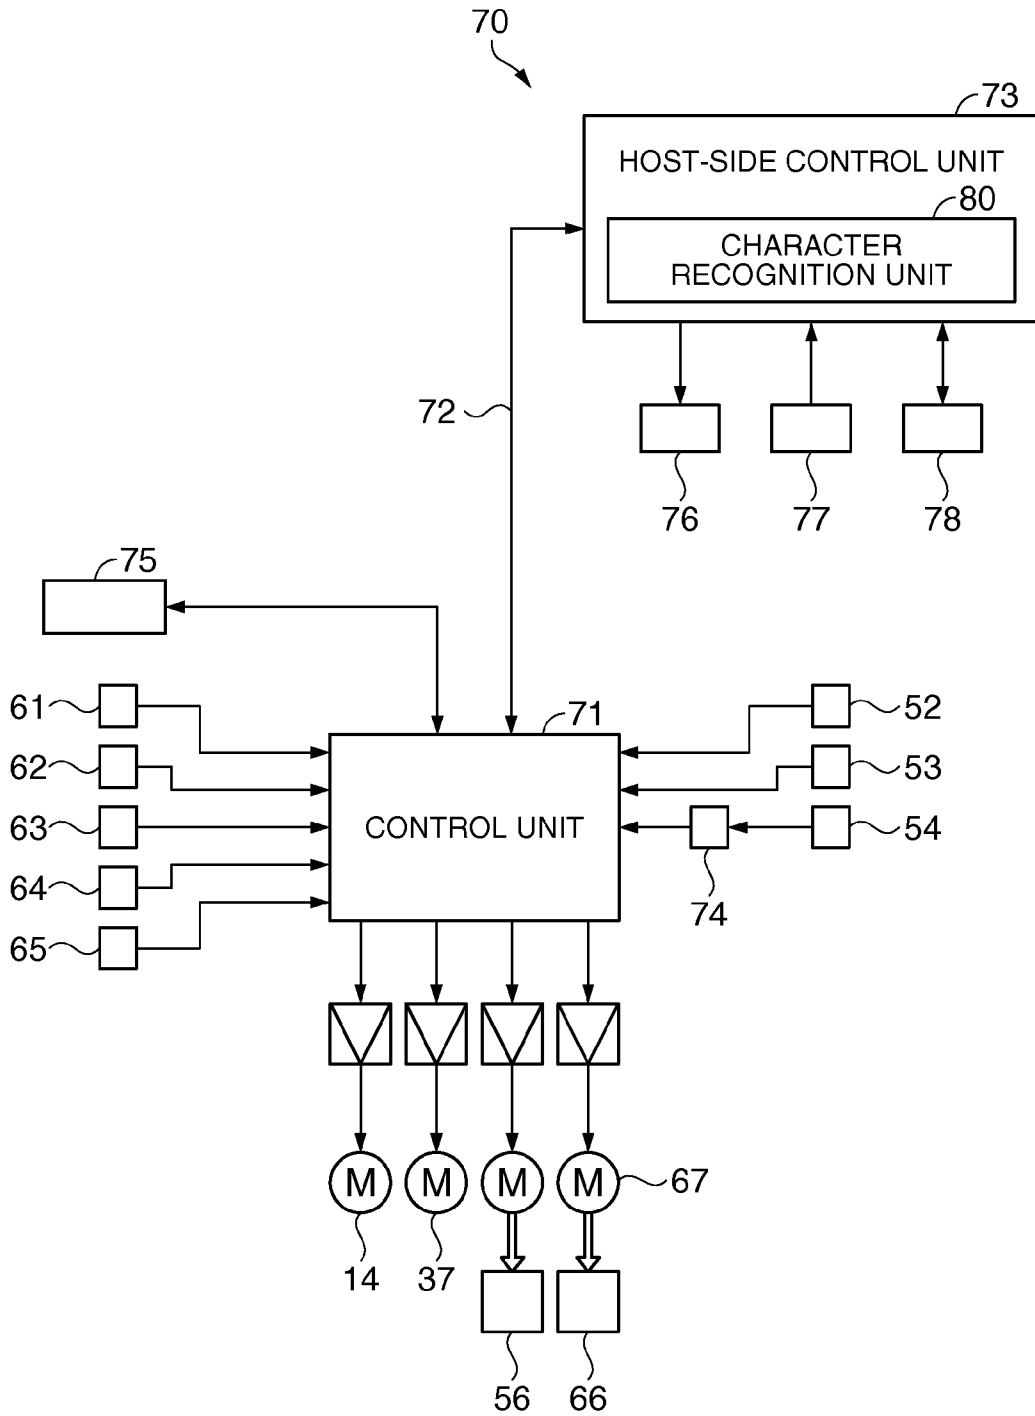 70
73
HOST-SIDE CONTROL UNIT
80
CHARACTER
RECOGNITION UNIT
72
76
77
78
75
61
71
52
62
53
63
CONTROL UNIT
54
64
74
65
M
M
M
M
67
14
37
56
66